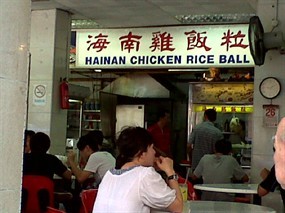 海南雞飯粒
HAINAN CHICKEN RICE BALL